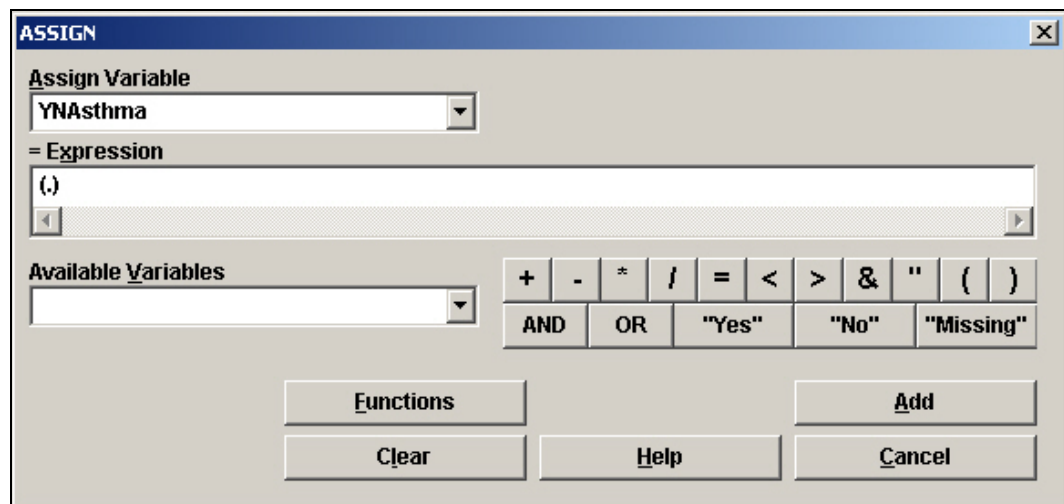 ASSIGN
Assign Variable
YNAsthma
= Expression
(.)
Available Variables
+ - * / = < > & " ( )
AND OR "Yes" "No" "Missing"
Functions Add
Clear Help Cancel